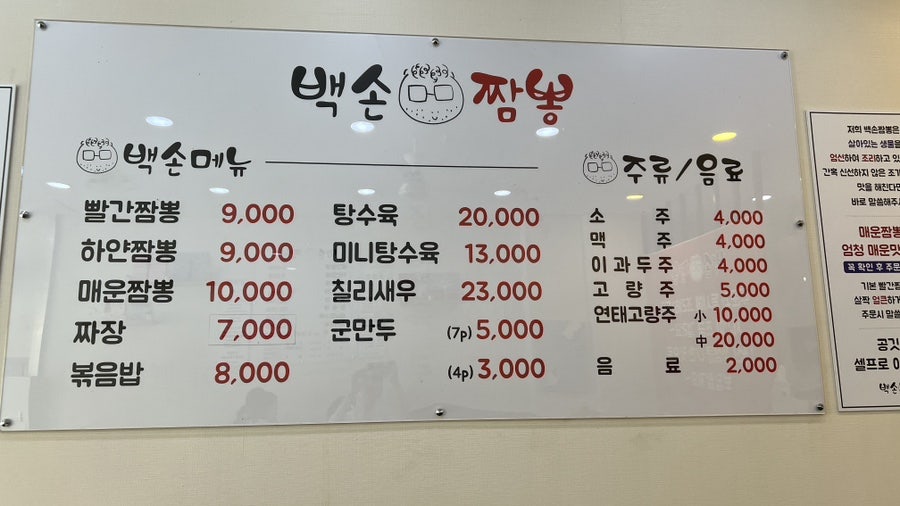 백손 짬뽕
백손메뉴
빨간짬뽕 9,000
하얀짬뽕 9,000
매운짬뽕 10,000
짜장 7,000
볶음밥 8,000
탕수육 20,000
미니탕수육 13,000
칠리새우 23,000
군만두 (7p) 5,000
(4p) 3,000
주류/음료
소 주 4,000
맥 주 4,000
이과두주 4,000
고 량 주 5,000
연태고량주 小 10,000
中 20,000
음 료 2,000
저희 백손짬뽕은
살아있는 생물을
엄선하여 조리하고
간혹 신선하지 않은
맛을 해친다면
바로 말씀해주
매운짬뽕
엄청 매운맛
꼭 확인 후 주문
기본 빨간짬
살짝 얼큰하게
주문시 말씀
공깃
셀프로
백손